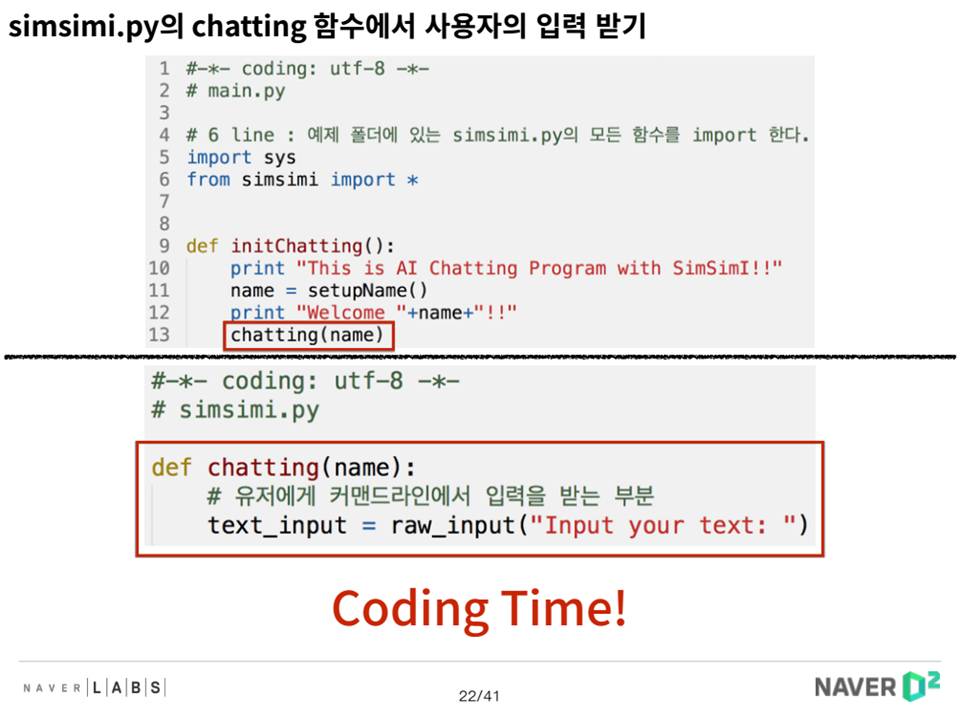 simsimi.py의 chatting 함수에서 사용자의 입력 받기
1 #-*- coding: utf-8 -*-
2 # main.py
3
4 # 6 line : 예제 폴더에 있는 simsimi.py의 모든 함수를 import 한다.
5 import sys
6 from simsimi import *
7
8
9 def initChatting():
10     print "This is AI Chatting Program with SimSimI!!"
11     name = setupName()
12     print "Welcome "+name+"!!"
13     chatting(name)
#-*- coding: utf-8 -*-
# simsimi.py
def chatting(name):
    # 유저에게 커맨드라인에서 입력을 받는 부분
    text_input = raw_input("Input your text: ")
Coding Time!
NAVER|L|A|B|S|
22/41
NAVER D2